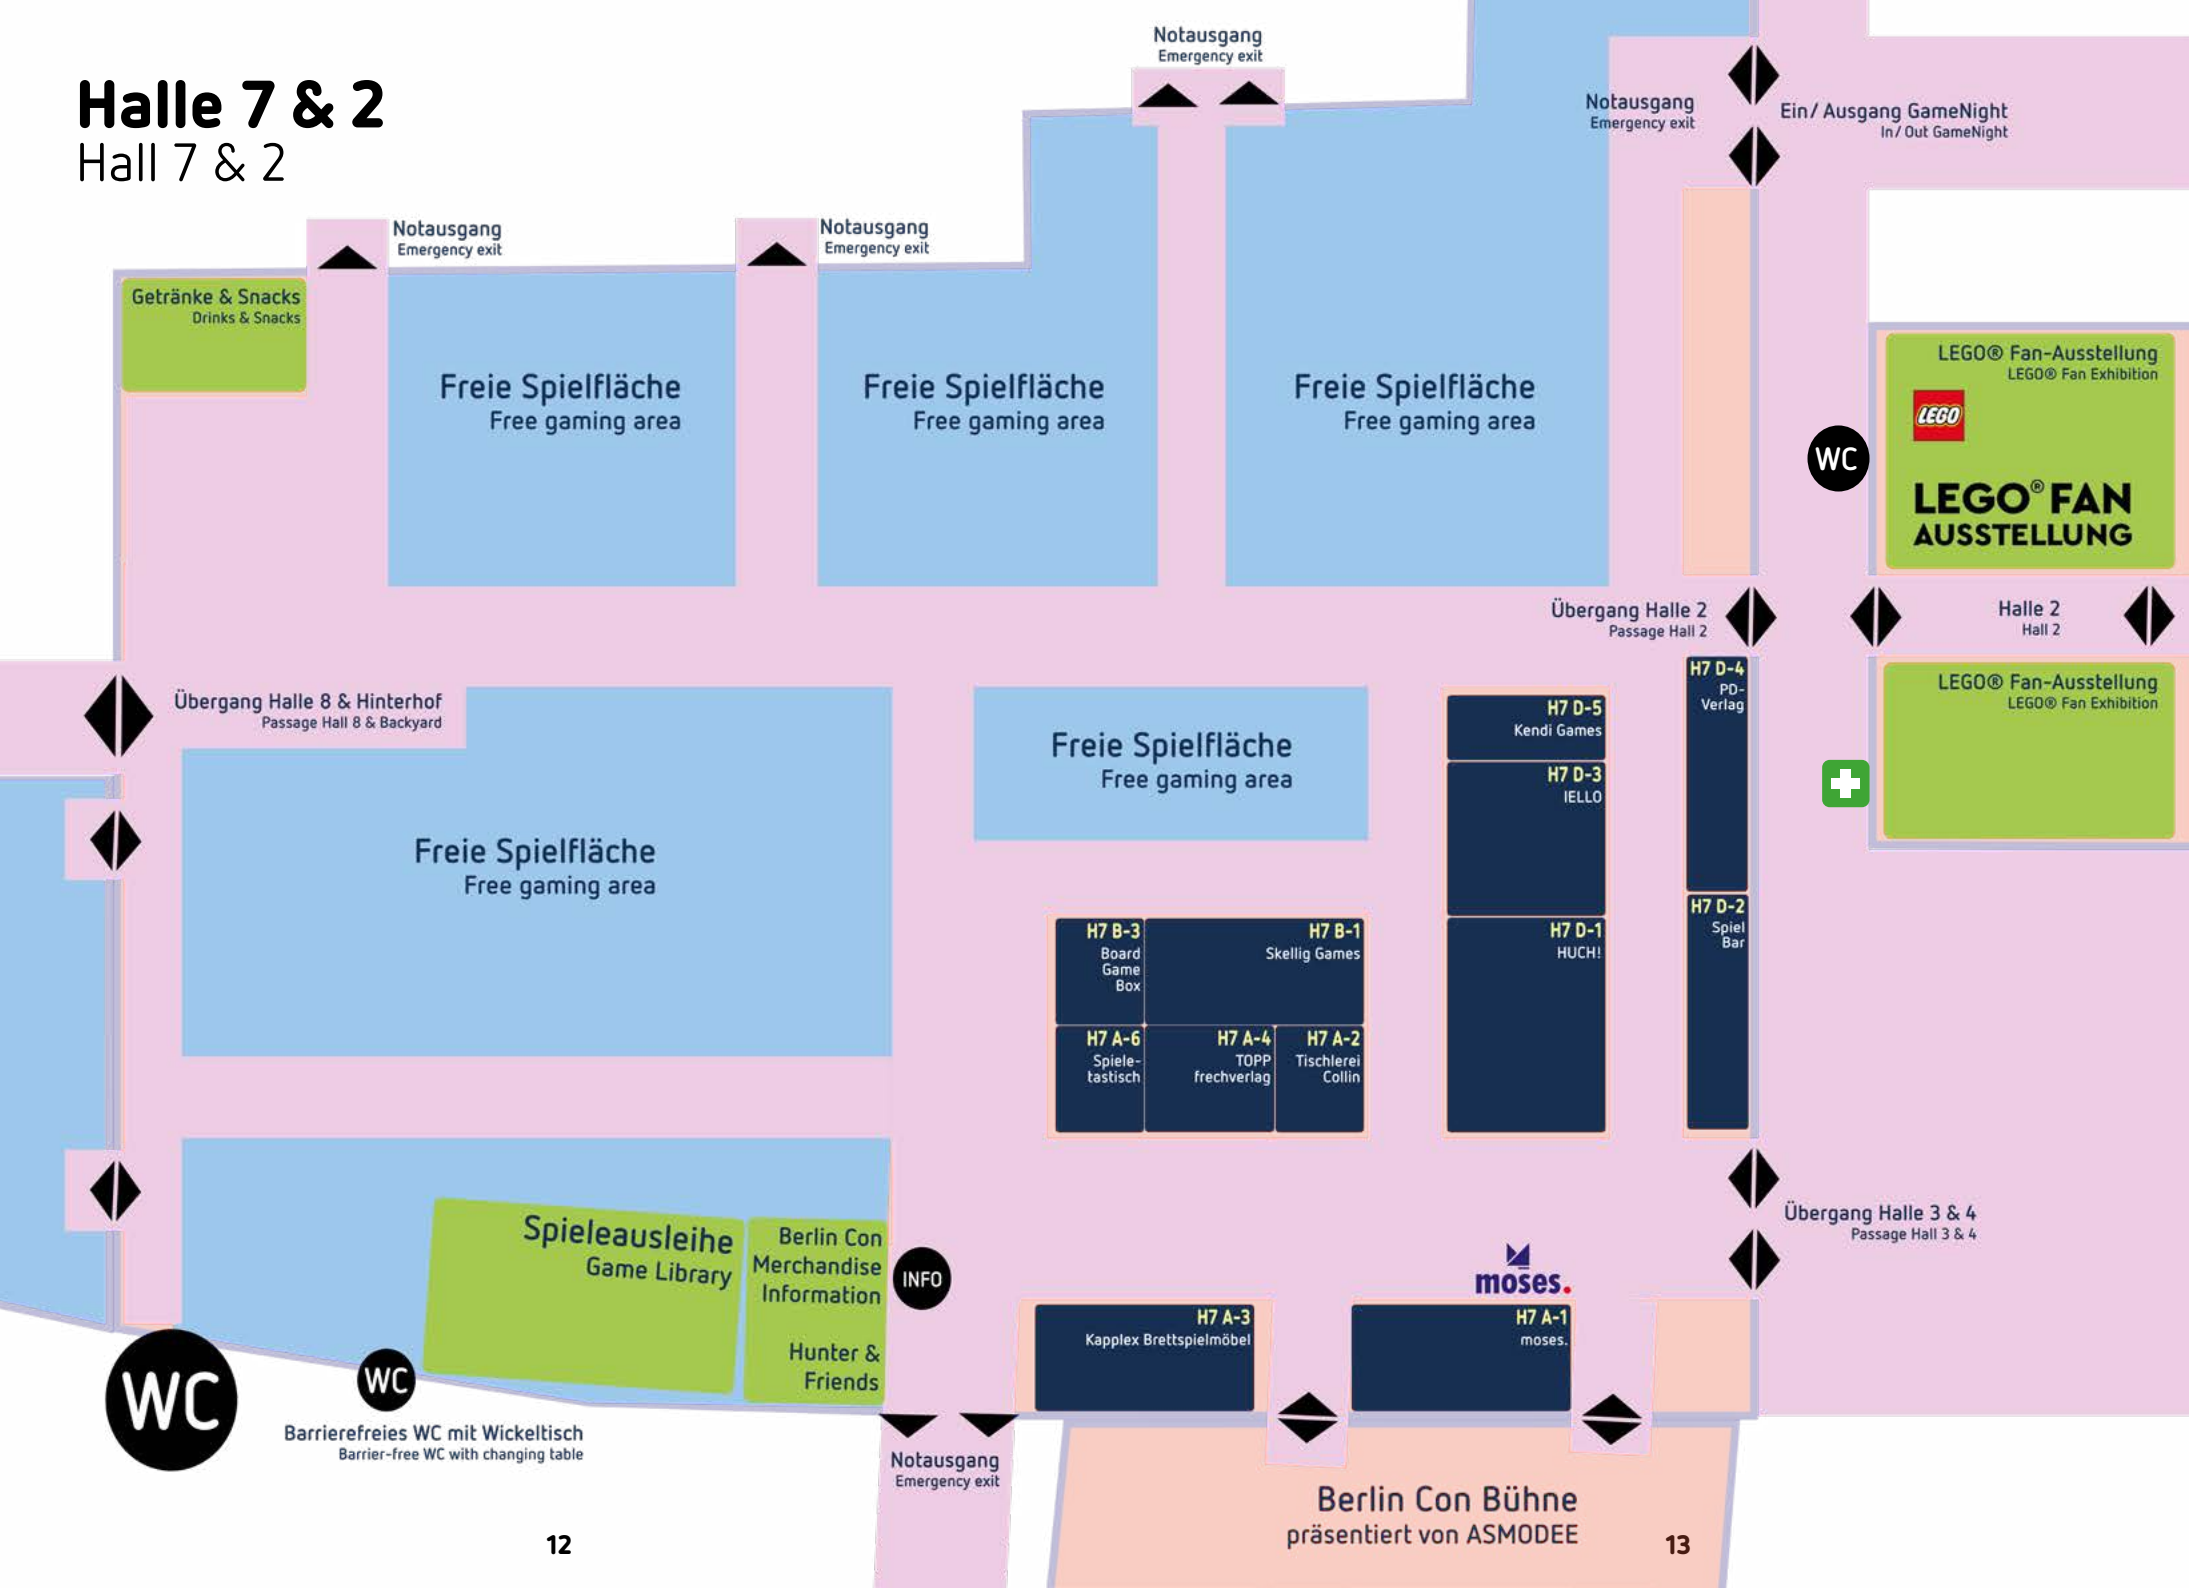 Halle 7 & 2
Hall 7 & 2
Notausgang
Emergency exit
Notausgang
Emergency exit
Notausgang
Emergency exit
Notausgang
Emergency exit
Ein/ Ausgang GameNight
In/ Out GameNight
Getränke & Snacks
Drinks & Snacks
Freie Spielfläche
Free gaming area
Freie Spielfläche
Free gaming area
Freie Spielfläche
Free gaming area
LEGO® Fan-Ausstellung
LEGO® Fan Exhibition
LEGO
WC
LEGO® FAN
AUSSTELLUNG
Übergang Halle 2
Passage Hall 2
Halle 2
Hall 2
Übergang Halle 8 & Hinterhof
Passage Hall 8 & Backyard
Freie Spielfläche
Free gaming area
Freie Spielfläche
Free gaming area
H7 D-5
Kendi Games
H7 D-3
IELLO
H7 D-1
HUCH!
H7 D-4
PD-
Verlag
H7 D-2
Spiel
Bar
LEGO® Fan-Ausstellung
LEGO® Fan Exhibition
H7 B-3
Board
Game
Box
H7 B-1
Skellig Games
H7 A-6
Spiele-
tastisch
H7 A-4
TOPP
frechverlag
H7 A-2
Tischlerei
Collin
Übergang Halle 3 & 4
Passage Hall 3 & 4
Spieleausleihe
Game Library
Berlin Con
Merchandise
Information
Hunter &
Friends
INFO
moses.
H7 A-3
Kapplex Brettspielmöbel
H7 A-1
moses.
WC
WC
Barrierefreies WC mit Wickeltisch
Barrier-free WC with changing table
Notausgang
Emergency exit
Berlin Con Bühne
präsentiert von ASMODEE
12
13